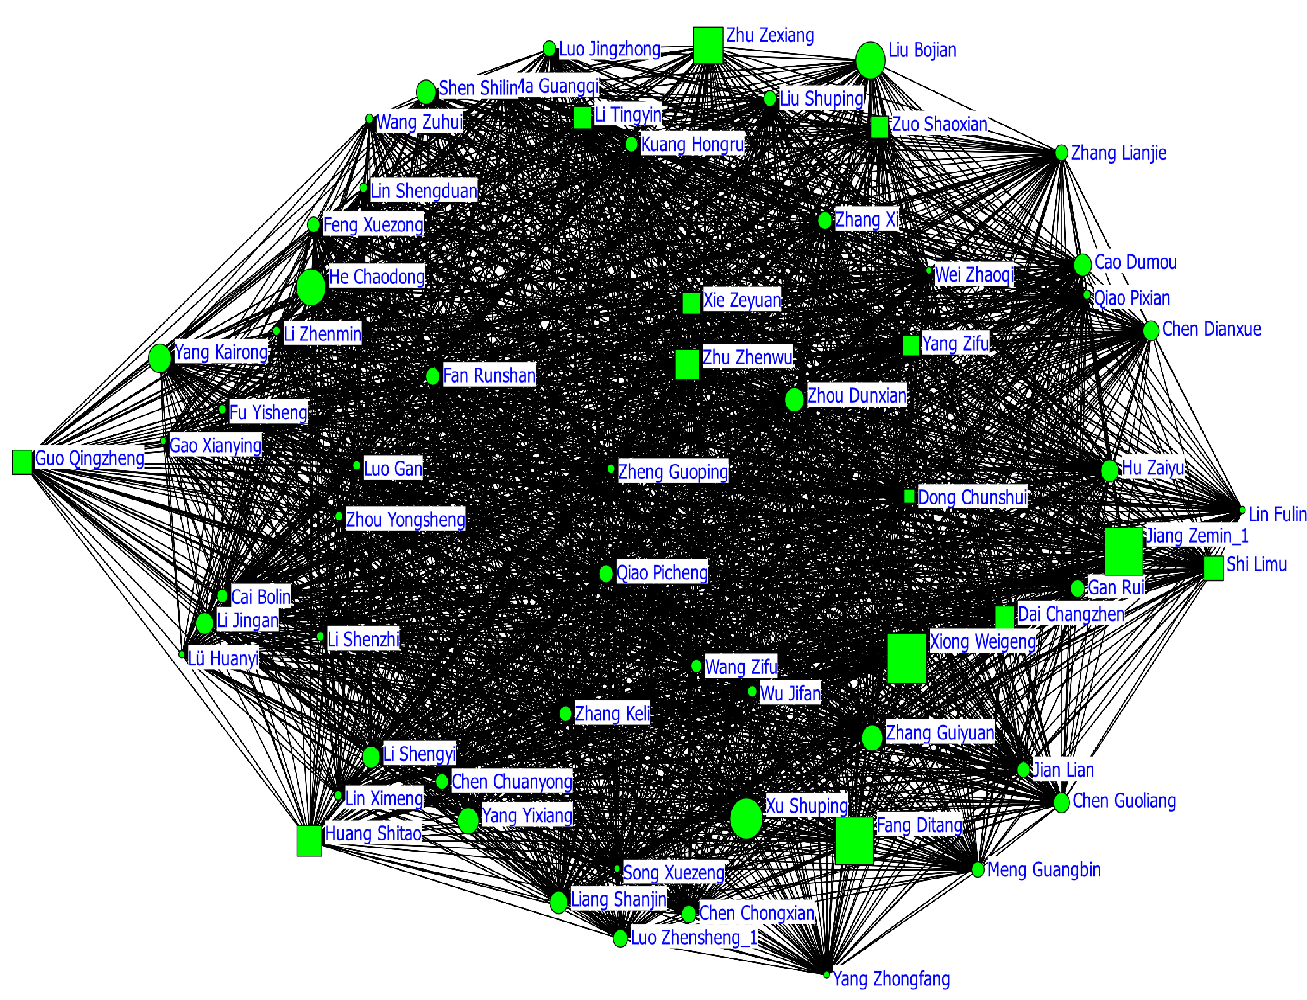 Zhu Zexiang
Liu Bojian
Luo Jingzhong
Shen Shilin
Ma Guangqi
Liu Shuping
Li Tingyin
Wang Zuhui
Zuo Shaoxian
Kuang Hongru
Zhang Lianjie
Lin Shengduan
Feng Xuezong
Zhang Xi
Cao Dumou
He Chaodong
Wei Zhaoqi
Qiao Pixian
Xie Zeyuan
Chen Dianxue
Li Zhenmin
Yang Zifu
Yang Kairong
Zhu Zhenwu
Fan Runshan
Zhou Dunxian
Fu Yisheng
Gao Xianying
Guo Qingzheng
Luo Gan
Zheng Guoping
Hu Zaiyu
Dong Chunshui
Lin Fulin
Zhou Yongsheng
Jiang Zemin_1
Shi Limu
Qiao Picheng
Gan Rui
Cai Bolin
Dai Changzhen
Li Jingan
Li Shenzhi
Xiong Weigeng
Lü Huanyi
Wang Zifu
Wu Jifan
Zhang Keli
Zhang Guiyuan
Li Shengyi
Jian Lian
Chen Chuanyong
Lin Ximeng
Chen Guoliang
Xu Shuping
Yang Yixiang
Fang Ditang
Huang Shitao
Song Xuezeng
Meng Guangbin
Liang Shanjin
Chen Chongxian
Luo Zhensheng_1
Yang Zhongfang